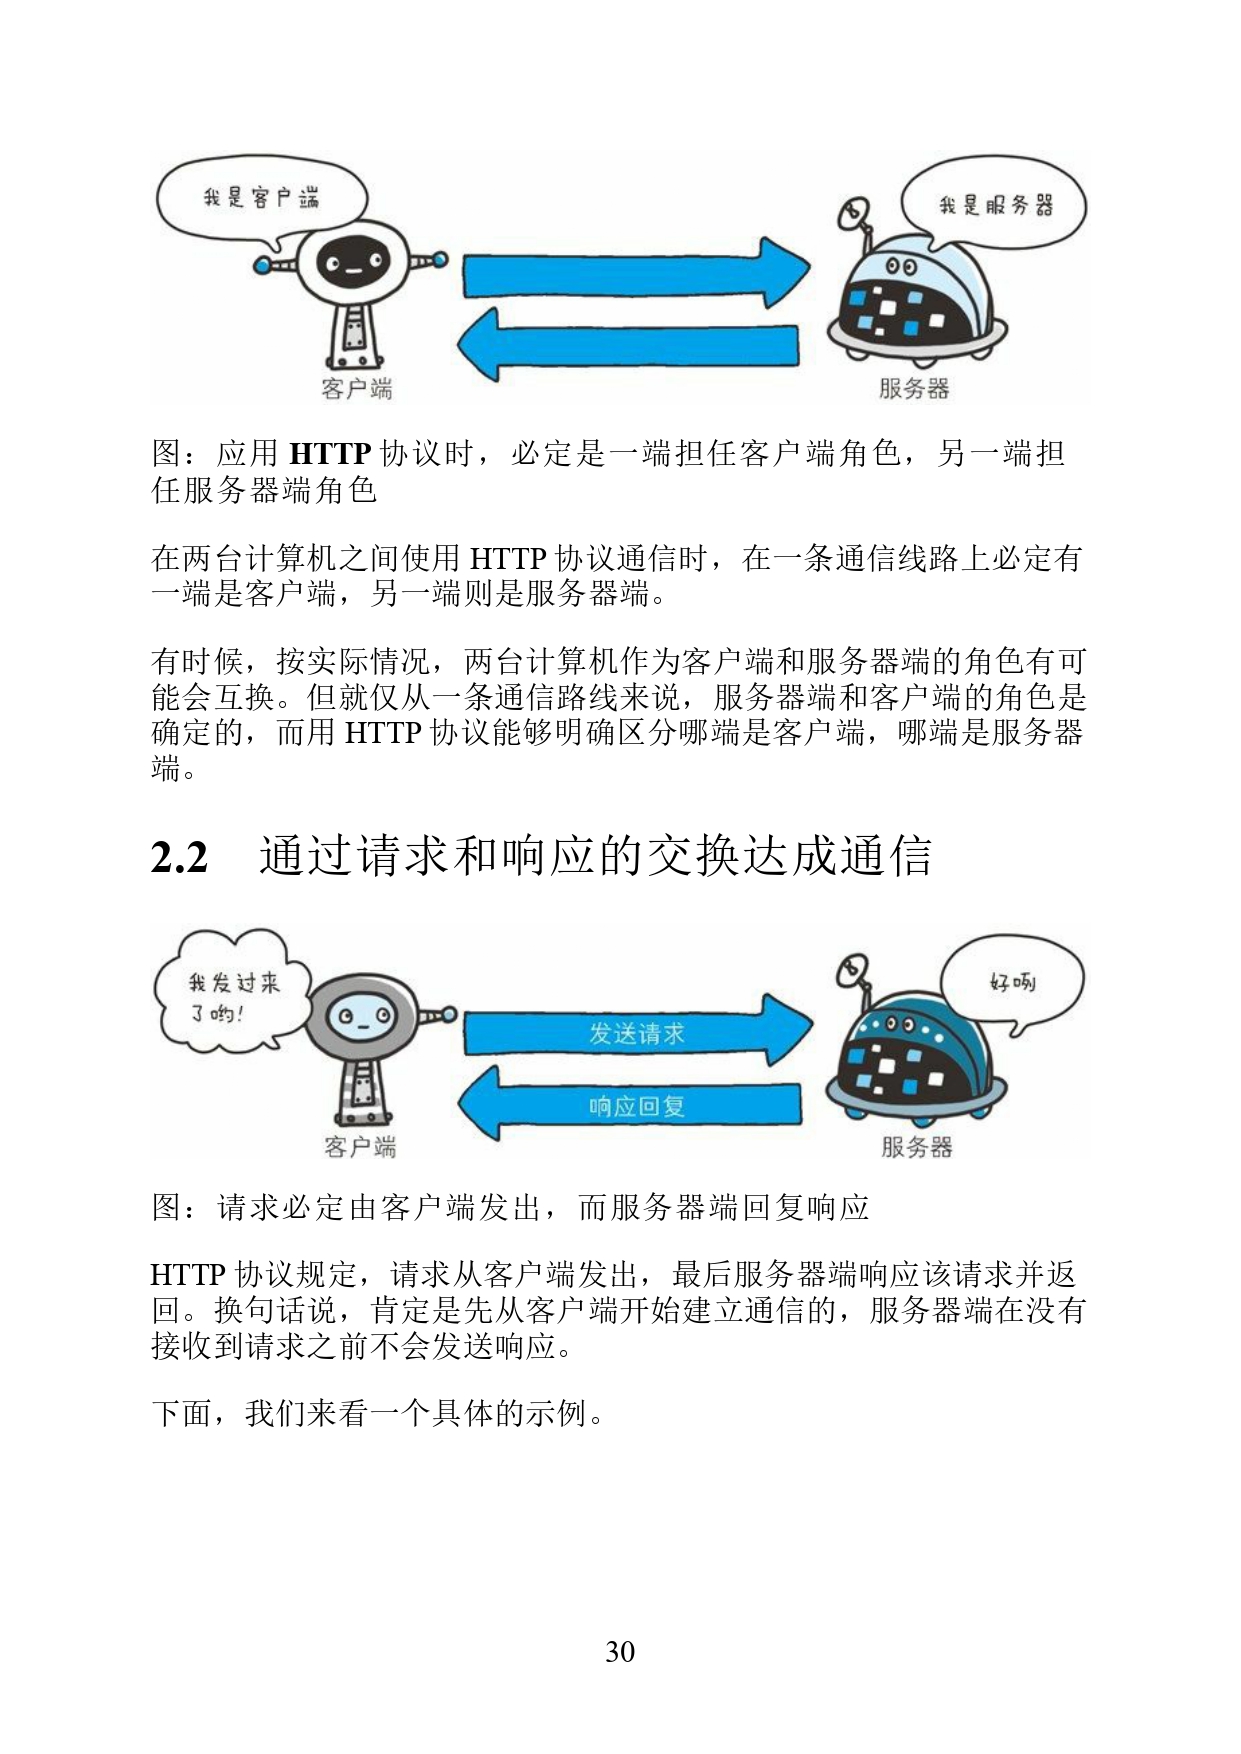 我是客户端
我是服务器
客户端
服务器
图：应用 HTTP 协议时，必定是一端担任客户端角色，另一端担
任服务器端角色
在两台计算机之间使用 HTTP 协议通信时，在一条通信线路上必定有
一端是客户端，另一端则是服务器端。
有时候，按实际情况，两台计算机作为客户端和服务器端的角色有可
能会互换。但就仅从一条通信路线来说，服务器端和客户端的角色是
确定的，而用 HTTP 协议能够明确区分哪端是客户端，哪端是服务器
端。
2.2 通过请求和响应的交换达成通信
我发过来
了哟！
好咧
发送请求
响应回复
客户端
服务器
图：请求必定由客户端发出，而服务器端回复响应
HTTP 协议规定，请求从客户端发出，最后服务器端响应该请求并返
回。换句话说，肯定是先从客户端开始建立通信的，服务器端在没有
接收到请求之前不会发送响应。
下面，我们来看一个具体的示例。
30